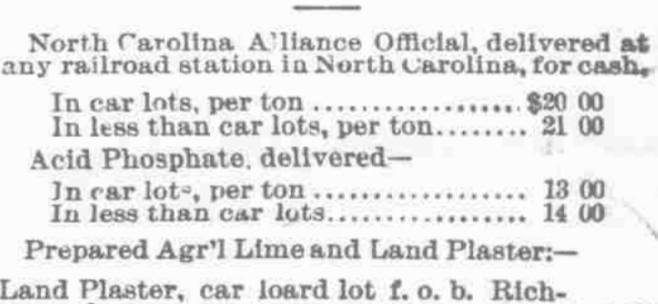 North Carolina Alliance Official, delivered at
any railroad station in North Carolina, for cash,
In car lots, per ton ................. $20 00
In less than car lots, per ton........ 21 00
Acid Phosphate, delivered—
In car lots, per ton ................. 13 00
In less than car lots................. 14 00
Prepared Agr'l Lime and Land Plaster:—
Land Plaster, car loard lot f. o. b. Rich-